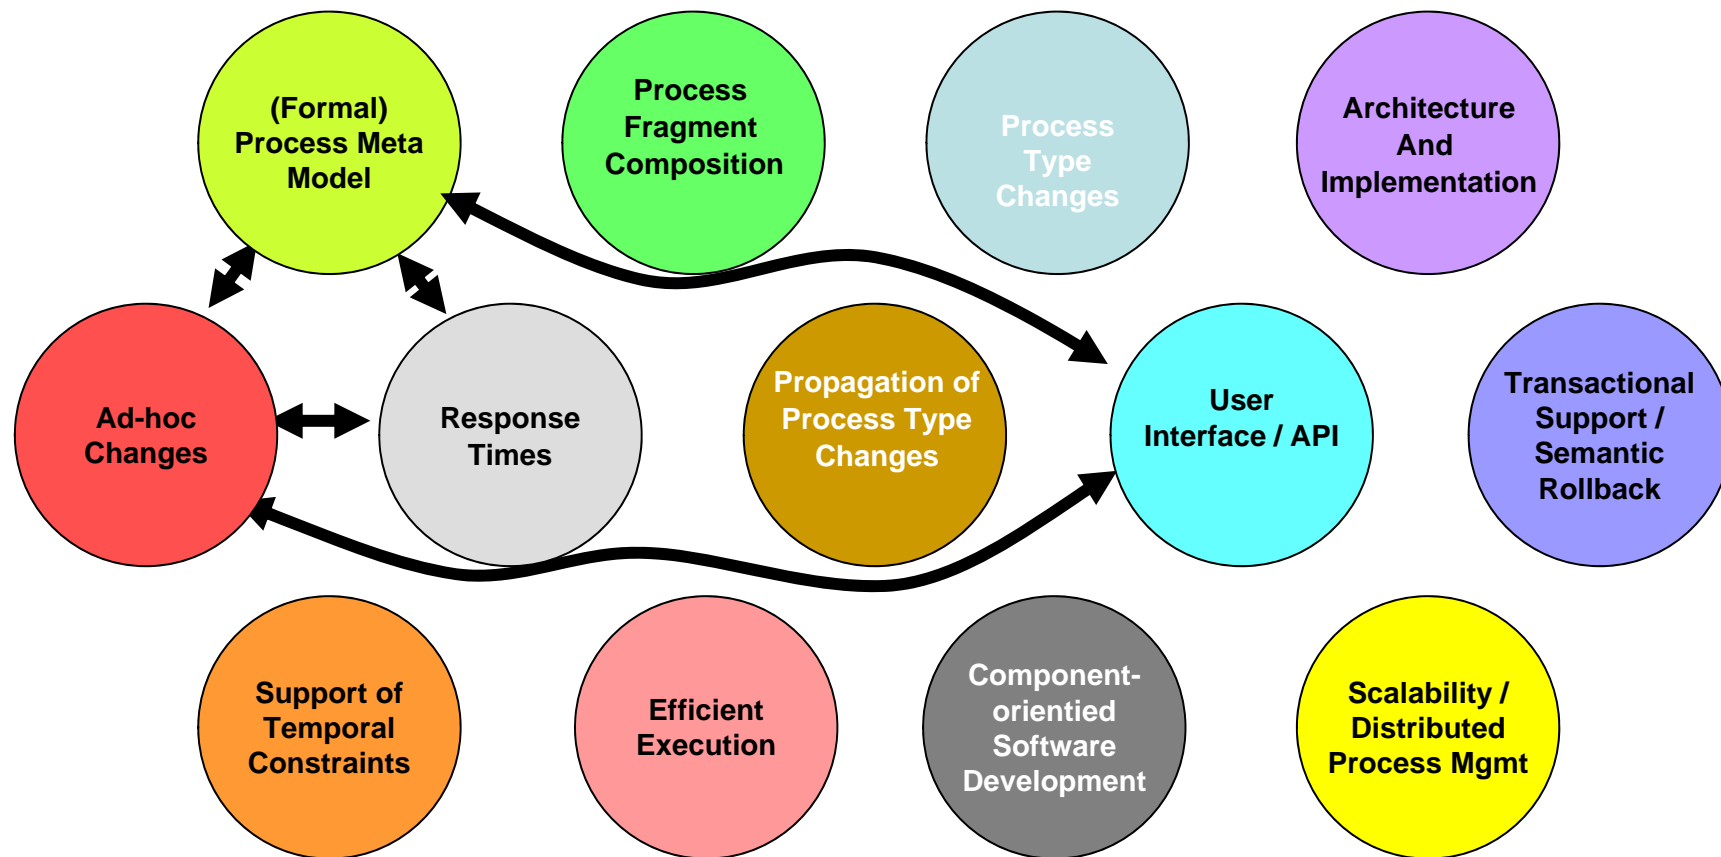 (Formal)
Process Meta
Model
Process
Fragment
Composition
Process
Type
Changes
Architecture
And
Implementation
Ad-hoc
Changes
Response
Times
Propagation of
Process Type
Changes
User
Interface / API
Transactional
Support /
Semantic
Rollback
Support of
Temporal
Constraints
Efficient
Execution
Component-
orientied
Software
Development
Scalability /
Distributed
Process Mgmt